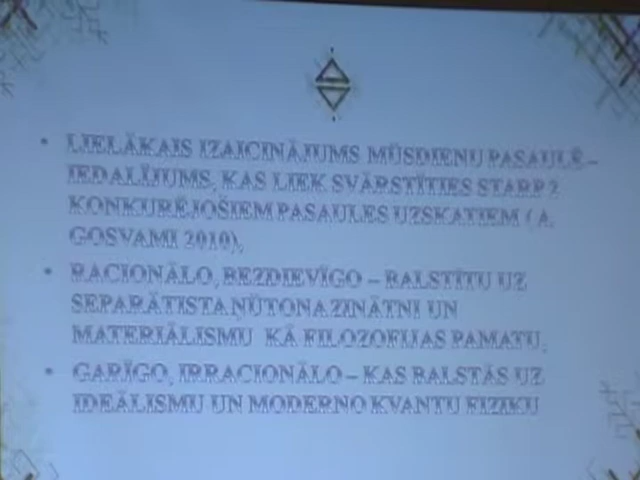 • LIELĀKAIS IZAICINĀJUMS MŪSDIENU PASAULĒ –
IEDALĪJUMS, KAS LIEK SVĀRSTĪTIES STARP 2
KONKURĒJOŠIEM PASAULES UZSKATIEM ( A.
GOSVAMI 2010),
• RACIONĀLO, BEZDIEVĪGO – BALSTĪTU UZ
SEPARĀTISTA ŅŪTONA ZINĀTNI UN
MATERIĀLISMU KĀ FILOZOFIJAS PAMATU,
• GARĪGO, IRRACIONĀLO – KAS BALSTĀS UZ
IDEĀLISMU UN MODERNO KVANTU FIZIKU